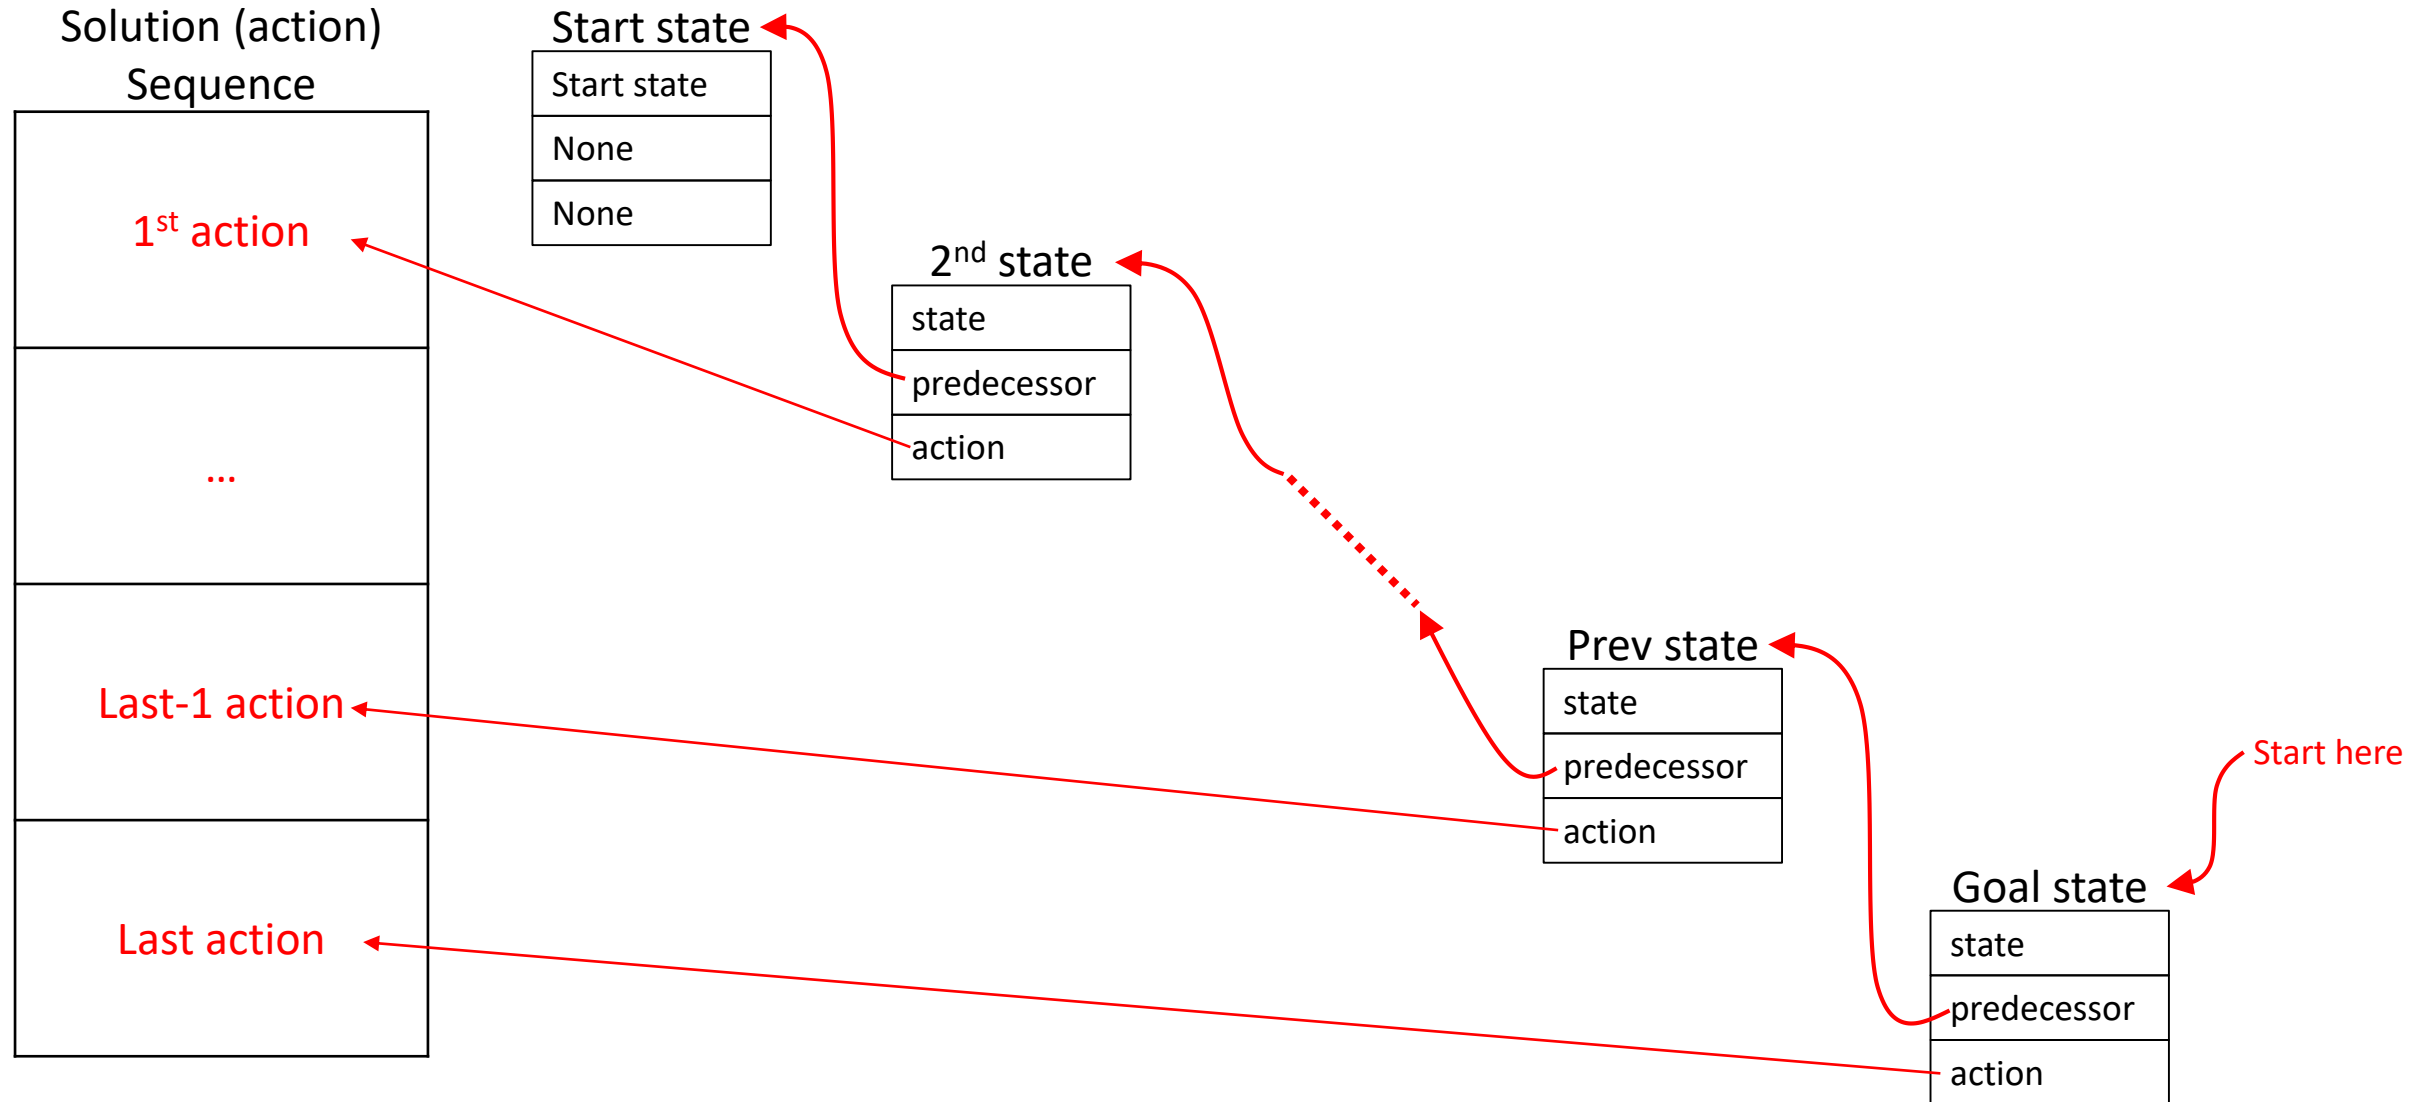 Solution (action)
Sequence
1st action
...
Last-1 action
Last action
Start state
Start state
None
None
2nd state
state
predecessor
action
Prev state
state
predecessor
action
Start here
Goal state
state
predecessor
action